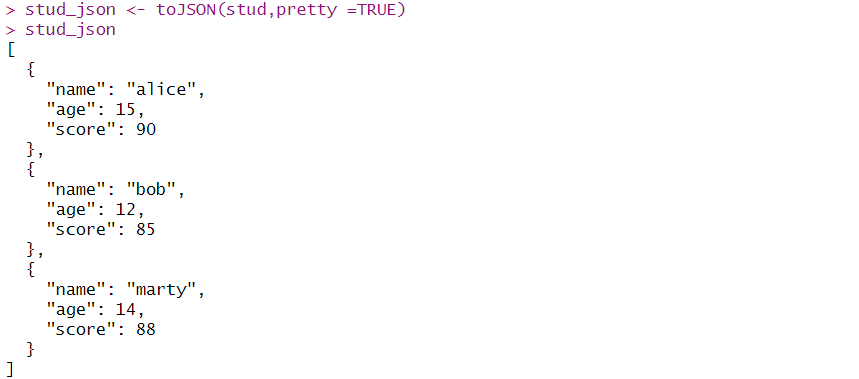 > stud_json <- toJSON(stud,pretty =TRUE)
> stud_json
[
  {
    "name": "alice",
    "age": 15,
    "score": 90
  },
  {
    "name": "bob",
    "age": 12,
    "score": 85
  },
  {
    "name": "marty",
    "age": 14,
    "score": 88
  }
]